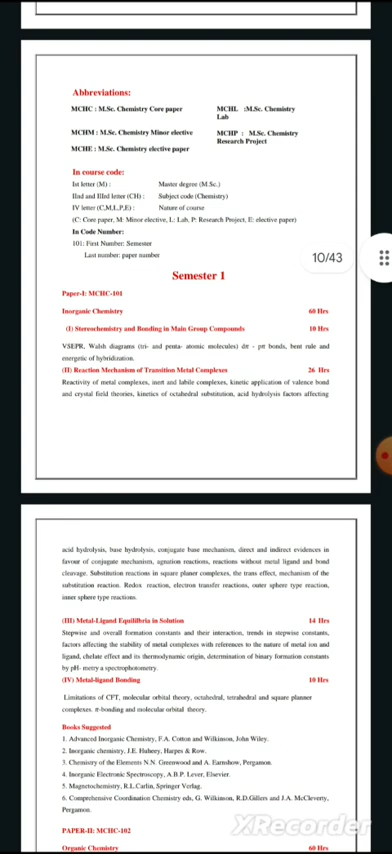 Abbreviations:
MCHC : M.Sc. Chemistry Core paper
MCHL :M.Sc. Chemistry Lab
MCHM : M.Sc. Chemistry Minor elective
MCHP : M.Sc. Chemistry Research Project
MCHE : M.Sc. Chemistry elective paper
In course code:
Ist letter (M) : Master degree (M.Sc.)
IInd and IIIrd letter (CH) : Subject code (Chemistry)
IV letter (C,M,L,P,E) : Nature of course
(C: Core paper, M: Minor elective, L: Lab, P: Research Project, E: elective paper)
In Code Number:
101: First Number: Semester
Last number: paper number
10/43
Semester I
Paper-I: MCHC-101
Inorganic Chemistry 60 Hrs
(I) Stereochemistry and Bonding in Main Group Compounds 10 Hrs
VSEPR, Walsh diagrams (tri- and penta- atomic molecules) dπ - pπ bonds, bent rule and
energetic of hybridization.
(II) Reaction Mechanism of Transition Metal Complexes 26 Hrs
Reactivity of metal complexes, inert and labile complexes, kinetic application of valence bond
and crystal field theories, kinetics of octahedral substitution, acid hydrolysis factors affecting
acid hydrolysis, base hydrolysis, conjugate base mechanism, direct and indirect evidences in
favour of conjugate mechanism, agnation reactions, reactions without metal ligand and bond
cleavage. Substitution reactions in square planer complexes, the trans effect, mechanism of the
substitution reaction. Redox reaction, electron transfer reactions, outer sphere type reaction,
inner sphere type reactions.
(III) Metal-Ligand Equilibria in Solution 14 Hrs
Stepwise and overall formation constants and their interaction, trends in stepwise constants,
factors affecting the stability of metal complexes with references to the nature of metal ion and
ligand, chelate effect and its thermodynamic origin, determination of binary formation constants
by pH- metry a spectrophotometry.
(IV) Metal-ligand Bonding 10 Hrs
Limitations of CFT, molecular orbital theory, octahedral, tetrahedral and square planner
complexes. π-bonding and molecular orbital theory.
Books Suggested
1. Advanced Inorganic Chemistry, F.A. Cotton and Wilkinson, John Wiley.
2. Inorganic chemistry, J.E. Huheey, Harpes & Row.
3. Chemistry of the Elements N.N. Greenwood and A. Earnshow, Pergamon.
4. Inorganic Electronic Spectroscopy, A.B.P. Lever, Elsevier.
5. Magnetochemistry, R.L.Carlin, Springer Verlag.
6. Comprehensive Coordination Chemistry eds, G. Wilkinson, R.D.Gillers and J.A. McCleverty,
Pergamon.
PAPER-II: MCHC-102
Organic Chemistry 60 Hrs
XRecorder